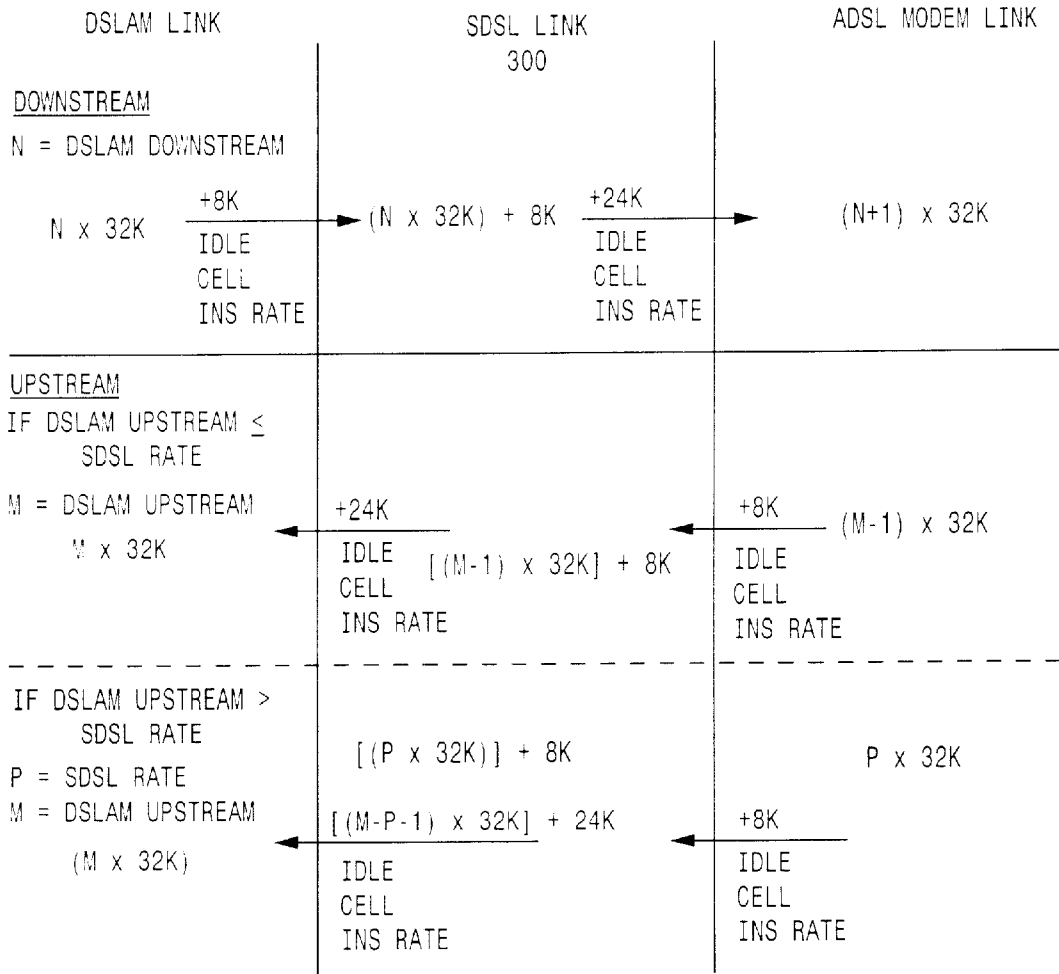 DSLAM LINK
SDSL LINK
300
ADSL MODEM LINK
DOWNSTREAM
N = DSLAM DOWNSTREAM
N x 32K
+8K
IDLE
CELL
INS RATE
(N x 32K) + 8K
+24K
IDLE
CELL
INS RATE
(N+1) x 32K
UPSTREAM
IF DSLAM UPSTREAM ≤
SDSL RATE
M = DSLAM UPSTREAM
M x 32K
+24K
IDLE
CELL
INS RATE
[(M-1) x 32K] + 8K
+8K
IDLE
CELL
INS RATE
(M-1) x 32K
IF DSLAM UPSTREAM >
SDSL RATE
P = SDSL RATE
M = DSLAM UPSTREAM
(M x 32K)
[(P x 32K)] + 8K
[(M-P-1) x 32K] + 24K
IDLE
CELL
INS RATE
+8K
IDLE
CELL
INS RATE
P x 32K